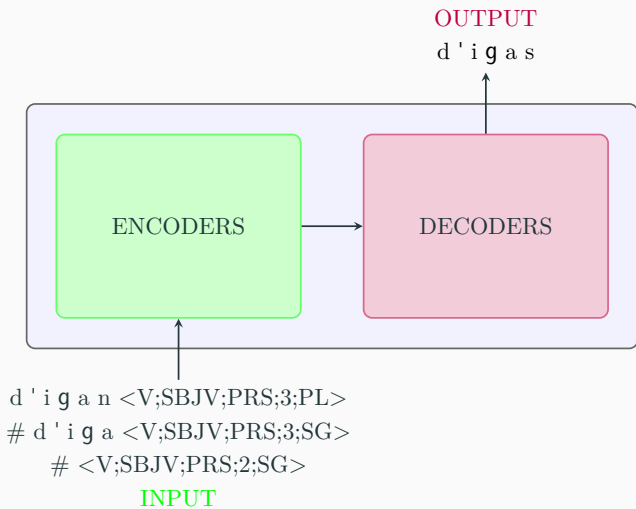 OUTPUT
d ' i g a s
ENCODERS
DECODERS
d ' i g a n <V;SBJV;PRS;3;PL>
# d ' i g a <V;SBJV;PRS;3;SG>
# <V;SBJV;PRS;2;SG>
INPUT